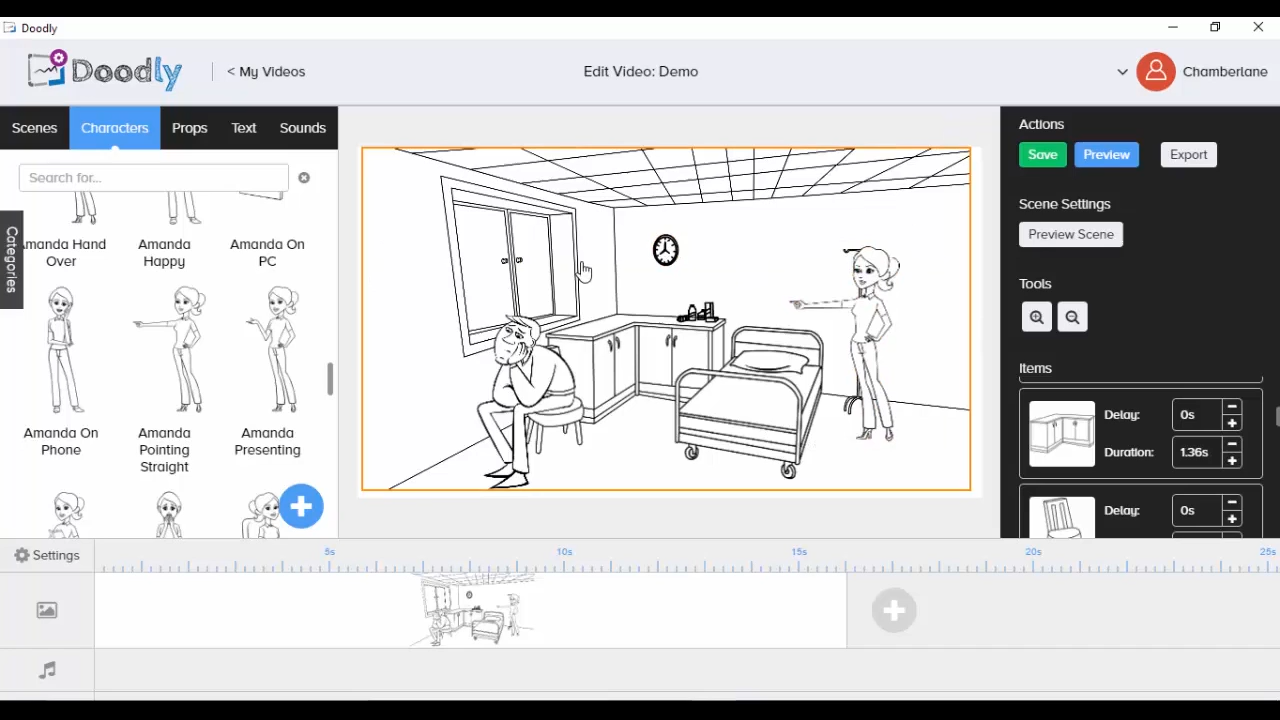 Doodly
Doodly
< My Videos
Edit Video: Demo
Chamberlane
Scenes
Characters
Props
Text
Sounds
Search for...
Categories
Amanda Hand
Over
Amanda
Happy
Amanda On
PC
Amanda On
Phone
Amanda
Pointing
Straight
Amanda
Presenting
Actions
Save
Preview
Export
Scene Settings
Preview Scene
Tools
Items
Delay:
0s
Duration:
1.36s
Delay:
0s
Settings
5s
10s
15s
20s
25s